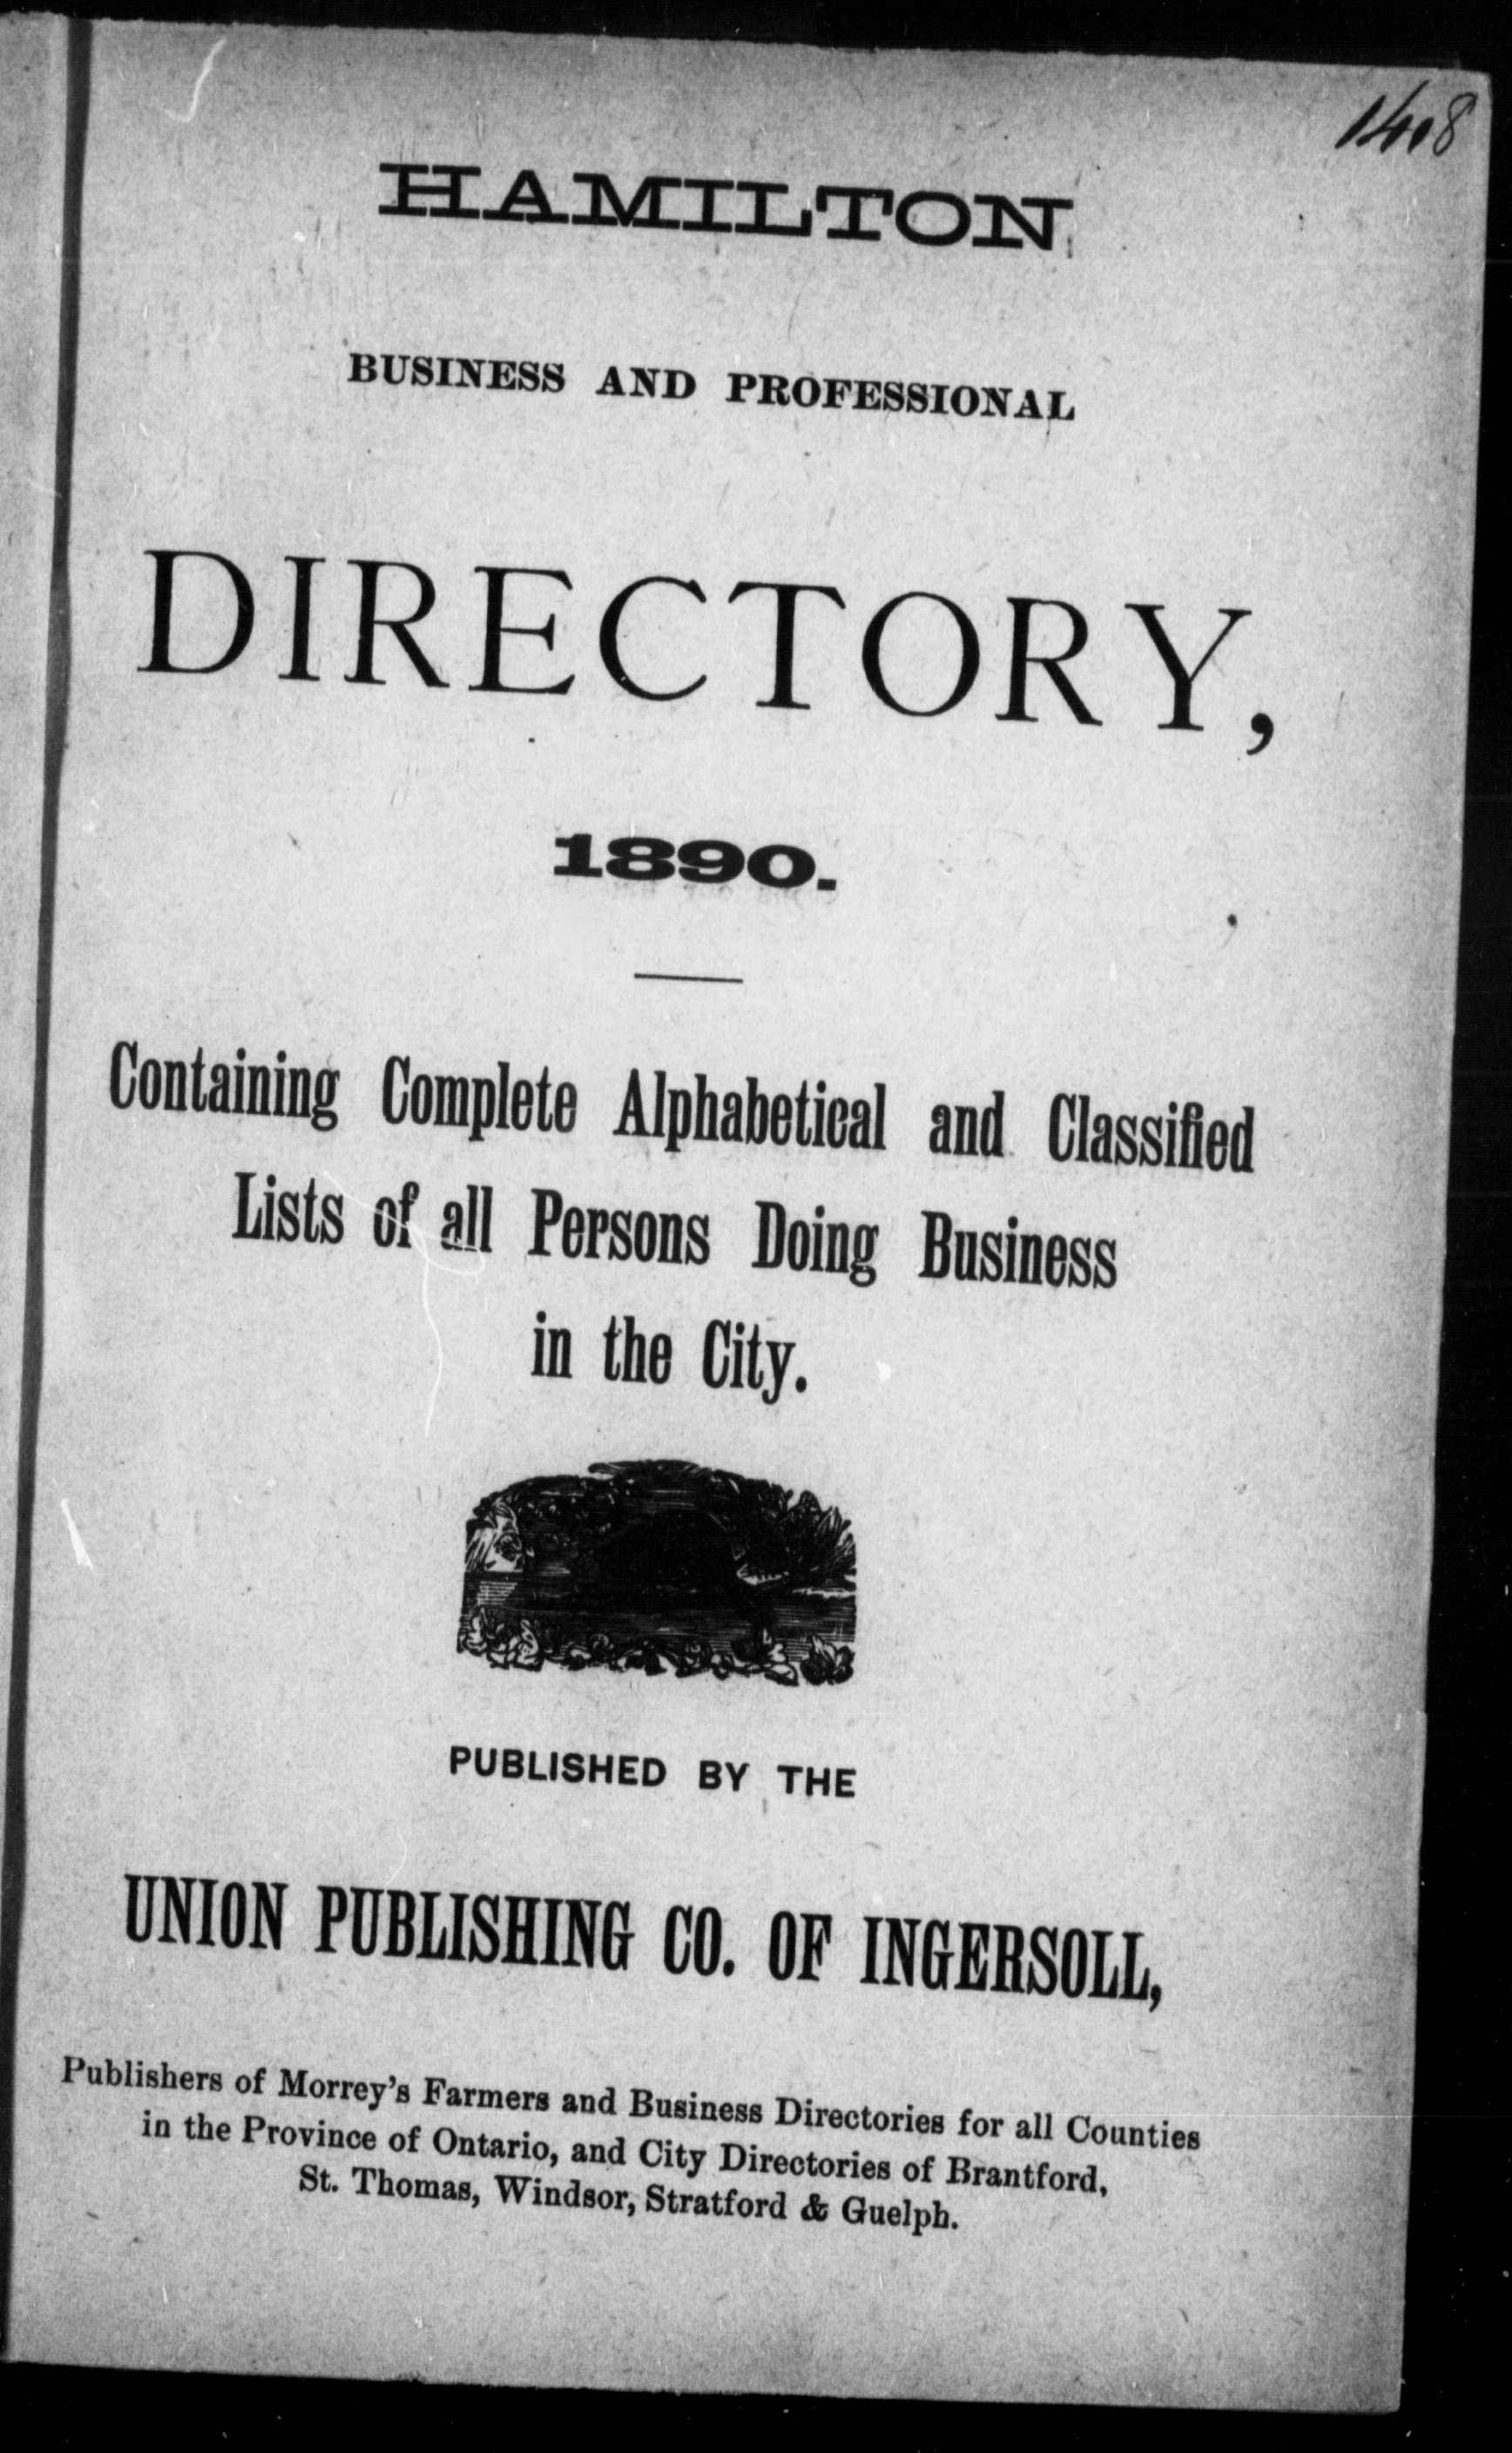 HAMILTON
BUSINESS AND PROFESSIONAL
DIRECTORY,
1890.
Containing Complete Alphabetical and Classified
Lists of all Persons Doing Business
in the City.
PUBLISHED BY THE
UNION PUBLISHING CO. OF INGERSOLL,
Publishers of Morrey's Farmers and Business Directories for all Counties
in the Province of Ontario, and City Directories of Brantford,
St. Thomas, Windsor, Stratford & Guelph.